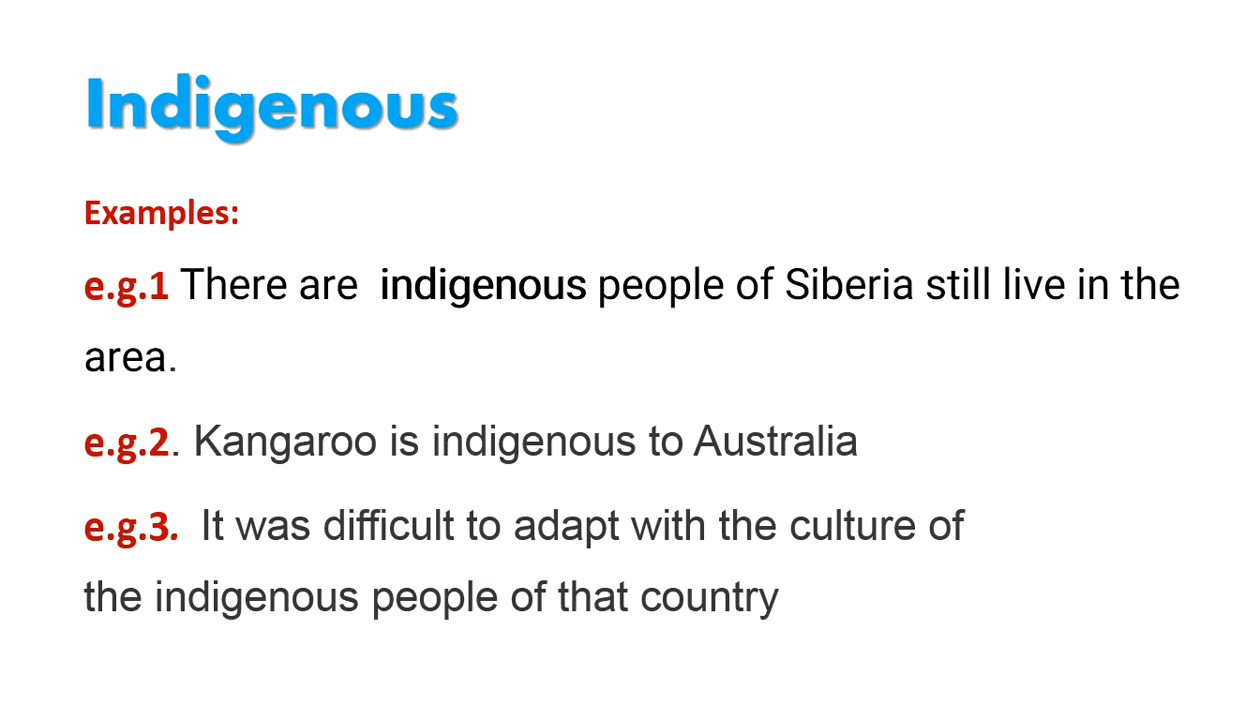 Indigenous
Examples:
e.g.1 There are indigenous people of Siberia still live in the
area.
e.g.2. Kangaroo is indigenous to Australia
e.g.3. It was difficult to adapt with the culture of
the indigenous people of that country